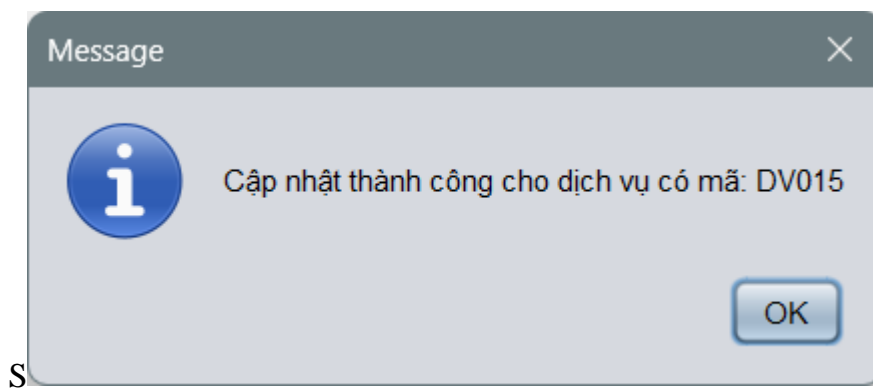 Message
Cập nhật thành công cho dịch vụ có mã: DV015
OK
S